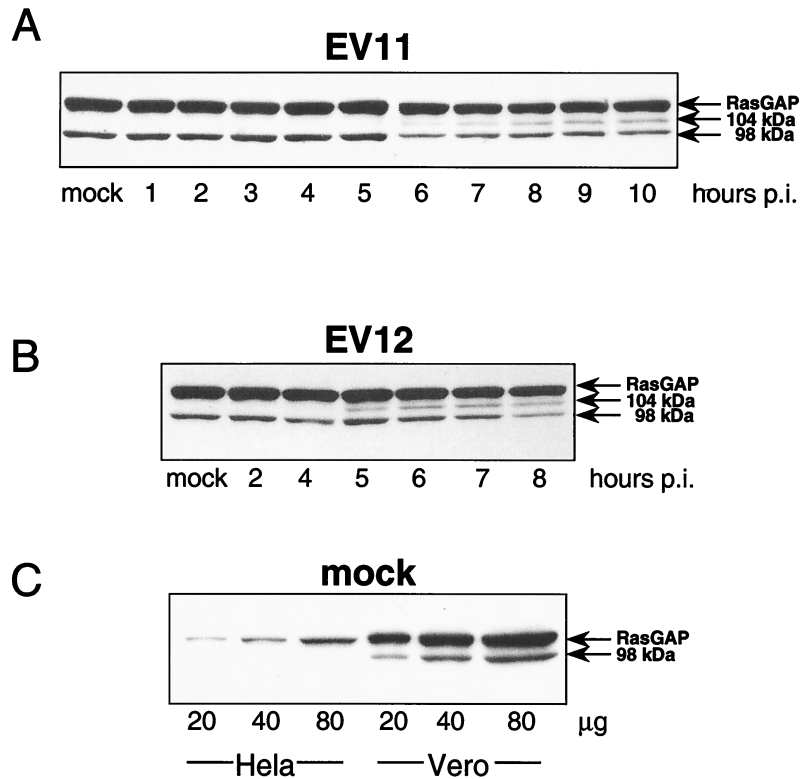 A
EV11
RasGAP
104 kDa
98 kDa
mock 1 2 3 4 5 6 7 8 9 10 hours p.i.
B
EV12
RasGAP
104 kDa
98 kDa
mock 2 4 5 6 7 8 hours p.i.
C
mock
RasGAP
98 kDa
20 40 80 20 40 80 µg
Hela Vero